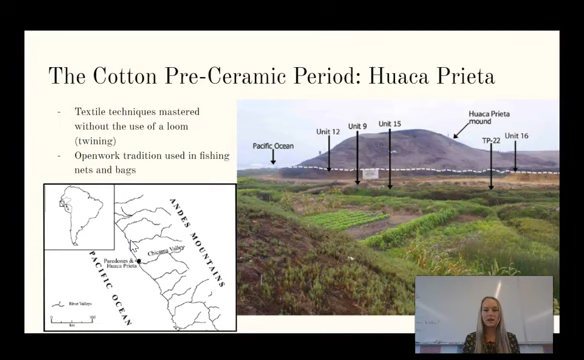 The Cotton Pre-Ceramic Period: Huaca Prieta
- Textile techniques mastered
without the use of a loom
(twining)
- Openwork tradition used in fishing
nets and bags
Pacific Ocean
Unit 12
Unit 9
Unit 15
Huaca Prieta
mound
TP-22
Unit 16
ANDES MOUNTAINS
Chicama Valley
Paredones &
Huaca Prieta
PACIFIC OCEAN
River Valleys